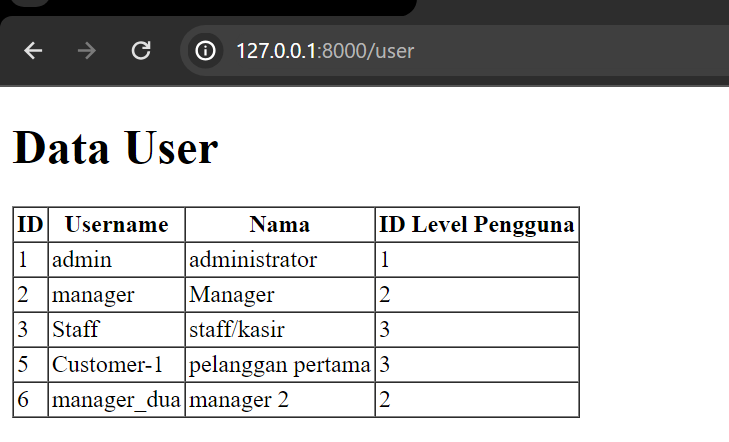 127.0.0.1:8000/user
Data User
ID Username Nama ID Level Pengguna
1 admin administrator 1
2 manager Manager 2
3 Staff staff/kasir 3
5 Customer-1 pelanggan pertama 3
6 manager_dua manager 2 2